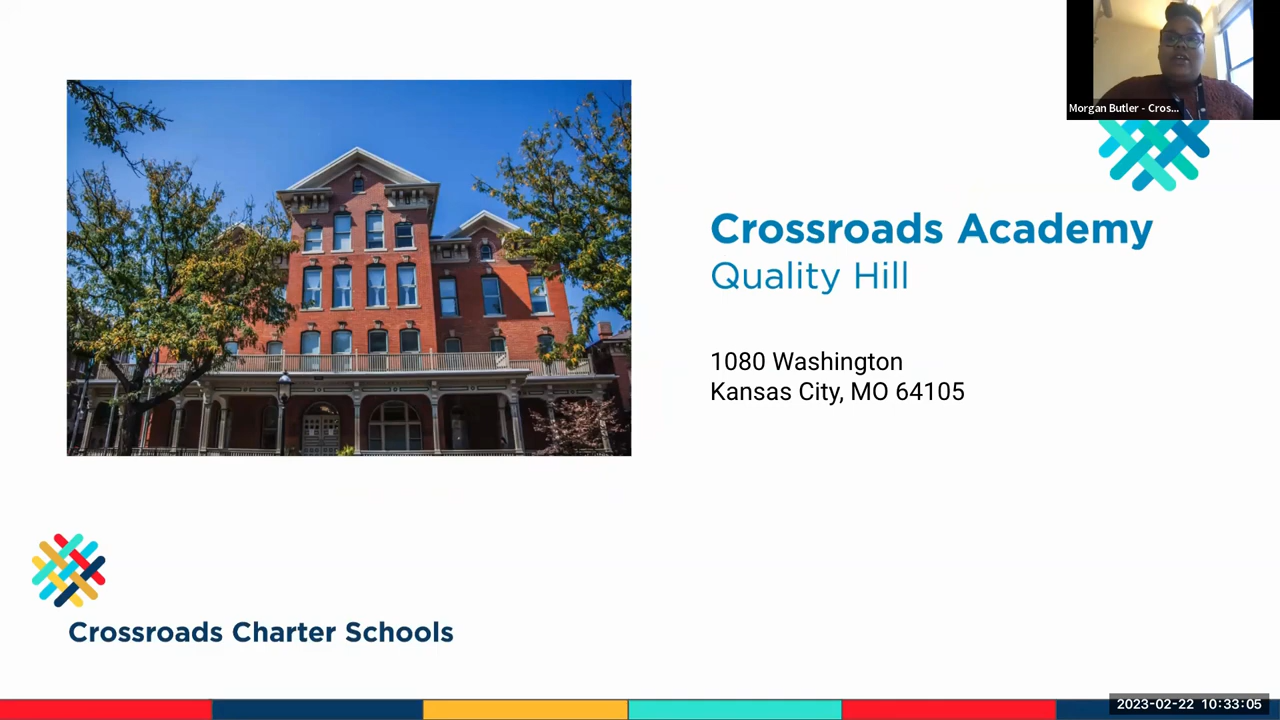 Morgan Butler - Cros...
Crossroads Academy
Quality Hill
1080 Washington
Kansas City, MO 64105
Crossroads Charter Schools
2023-02-22 10:33:05